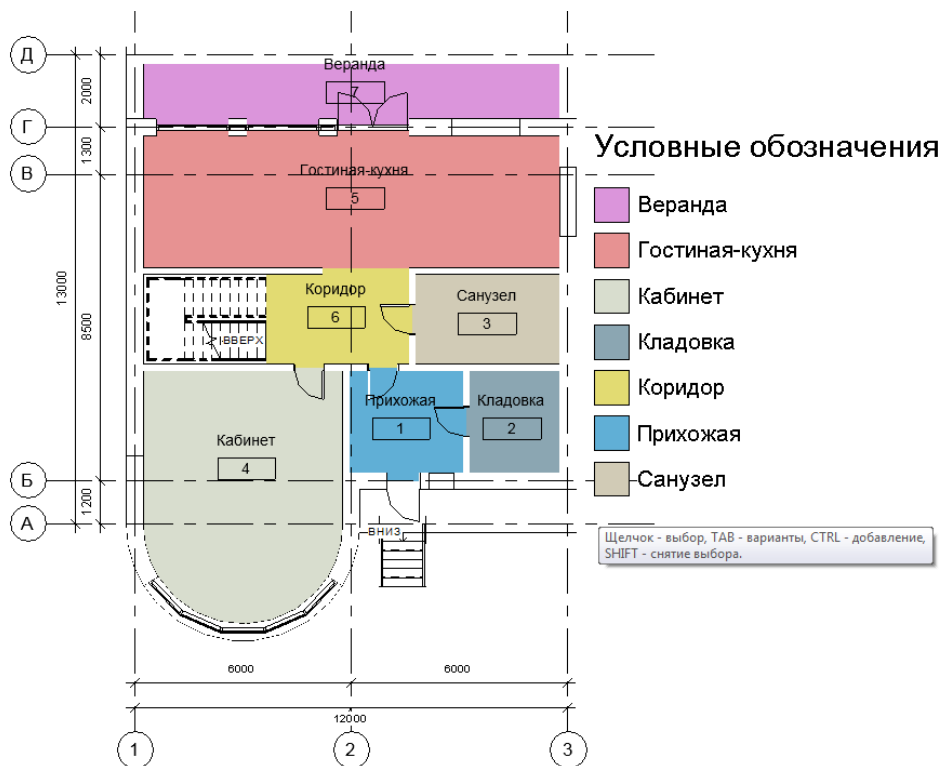 Д
Веранда
7
2000
Г
1300
Условные обозначения
В
Гостиная-кухня
5
Веранда
Гостиная-кухня
13000
Коридор
6
Санузел
3
Кабинет
8500
ВВЕРХ
Кладовка
Прихожая
1
Кладовка
2
Коридор
Кабинет
4
Прихожая
Б
Санузел
1200
А
ВНИЗ
Щелчок - выбор, TAB - варианты, CTRL - добавление,
SHIFT - снятие выбора.
6000
6000
12000
1
2
3